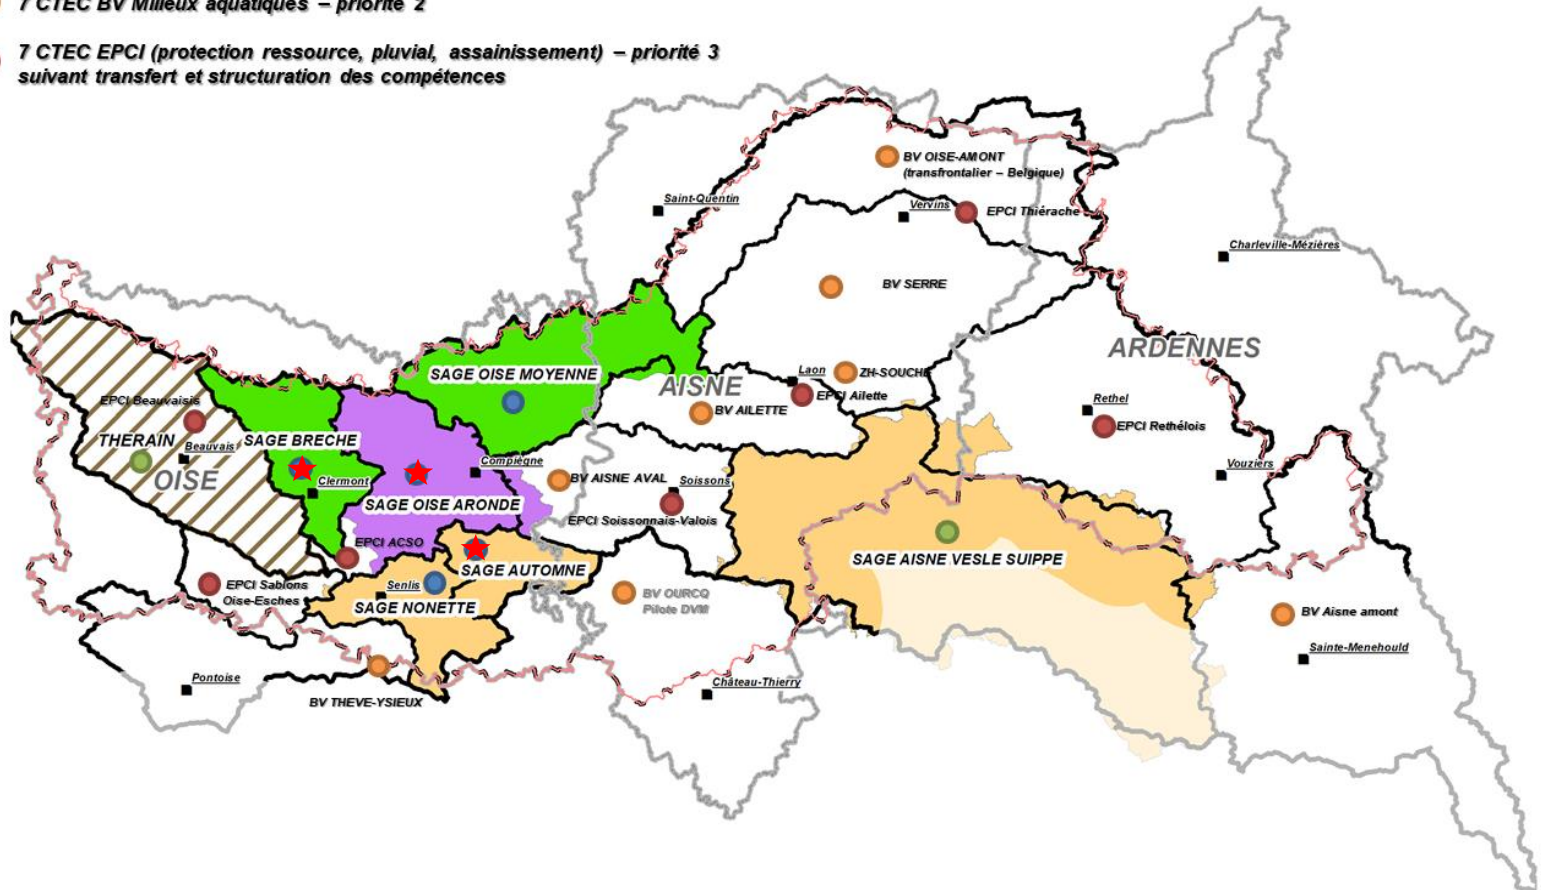 7 CTEC BV Milieux aquatiques – priorité 2
7 CTEC EPCI (protection ressource, pluvial, assainissement) – priorité 3
suivant transfert et structuration des compétences
BV OISE-AMONT
(transfrontalier – Belgique)
Saint-Quentin
Vervins
EPCI Thiérache
Charleville-Mézières
BV SERRE
ARDENNES
SAGE OISE MOYENNE
AISNE
Laon
ZH-SOUCHE
EPCI Ailette
BV AILETTE
EPCI Beauvaisis
Rethel
EPCI Rethélois
THERAIN
Beauvais
SAGE BRECHE
OISE
Compiègne
Clermont
BV AISNE AVAL
Soissons
Vouziers
SAGE OISE ARONDE
EPCI Soissonnais-Valois
EPCI ACSO
SAGE AISNE VESLE SUIPPE
SAGE AUTOMNE
EPCI Sablons
Oise-Esches
Senlis
SAGE NONETTE
BV OURCQ
Pilote DVM
BV Aisne amont
Sainte-Menehould
Pontoise
Château-Thierry
BV THEVE-YSIEUX